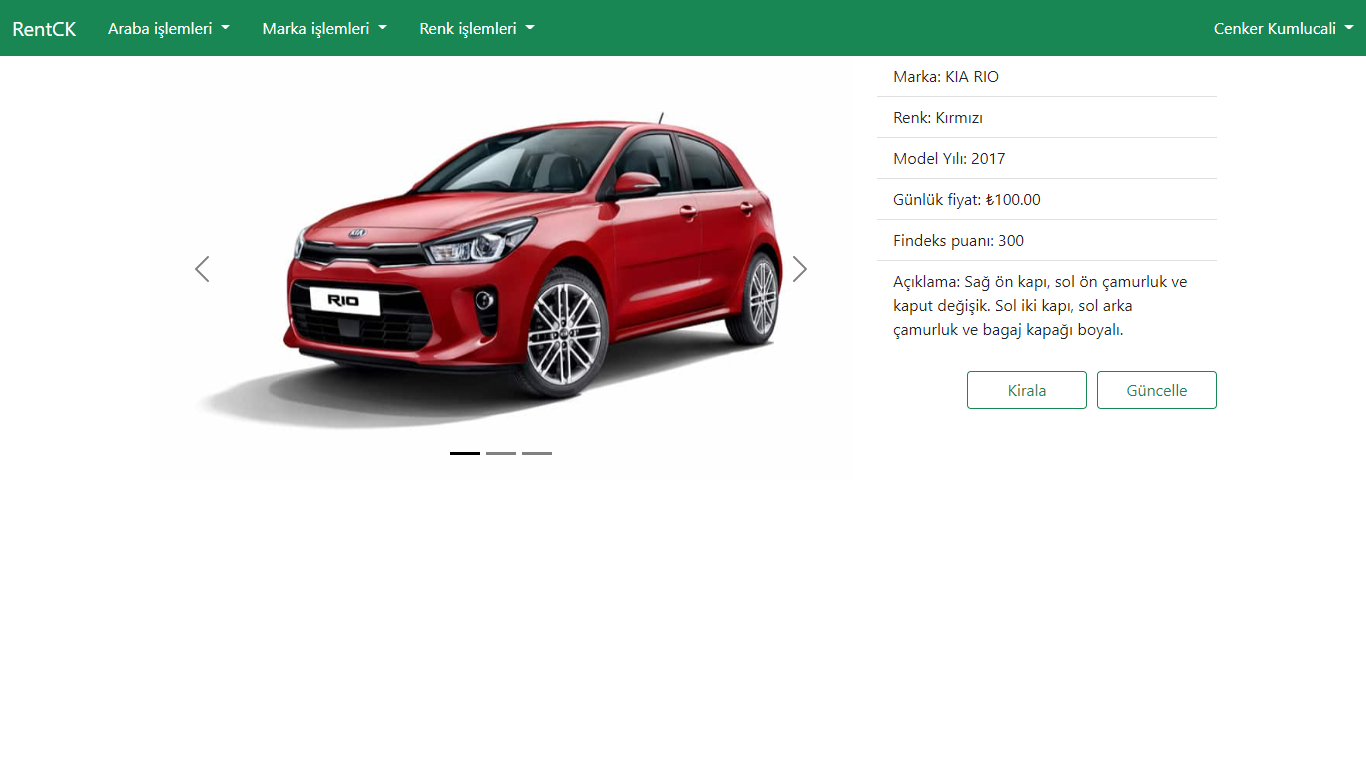 RentCK Araba işlemleri Marka işlemleri Renk işlemleri Cenker Kumlucali
Marka: KIA RIO
Renk: Kırmızı
Model Yılı: 2017
Günlük fiyat: ₺100.00
Findeks puanı: 300
Açıklama: Sağ ön kapı, sol ön çamurluk ve
kaput değişik. Sol iki kapı, sol arka
çamurluk ve bagaj kapağı boyalı.
Kirala Güncelle
KIA
RIO